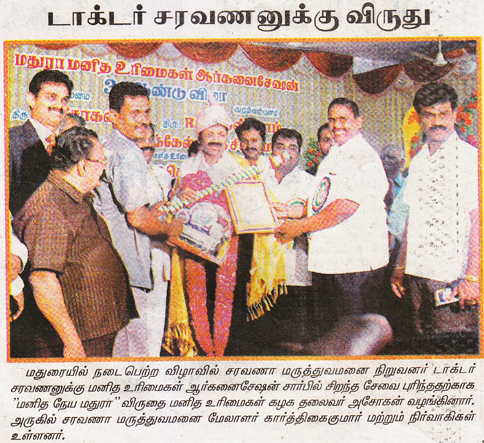 டாக்டர் சரவணனுக்கு விருது
மதுரா மனித உரிமைகள் ஆர்கனைசேஷன்
மதுரையில் நடைபெற்ற விழாவில் சரவணா மருத்துவமனை நிறுவனர் டாக்டர்
சரவணனுக்கு மனித உரிமைகள் ஆர்கனைசேஷன் சார்பில் சிறந்த சேவை புரிந்ததற்காக
"மனித நேய மதுரா" விருதை மனித உரிமைகள் கழக தலைவர் அசோகன் வழங்கினார்.
அருகில் சரவணா மருத்துவமனை மேலாளர் கார்த்திகைகுமார் மற்றும் நிர்வாகிகள்
உள்ளனர்.